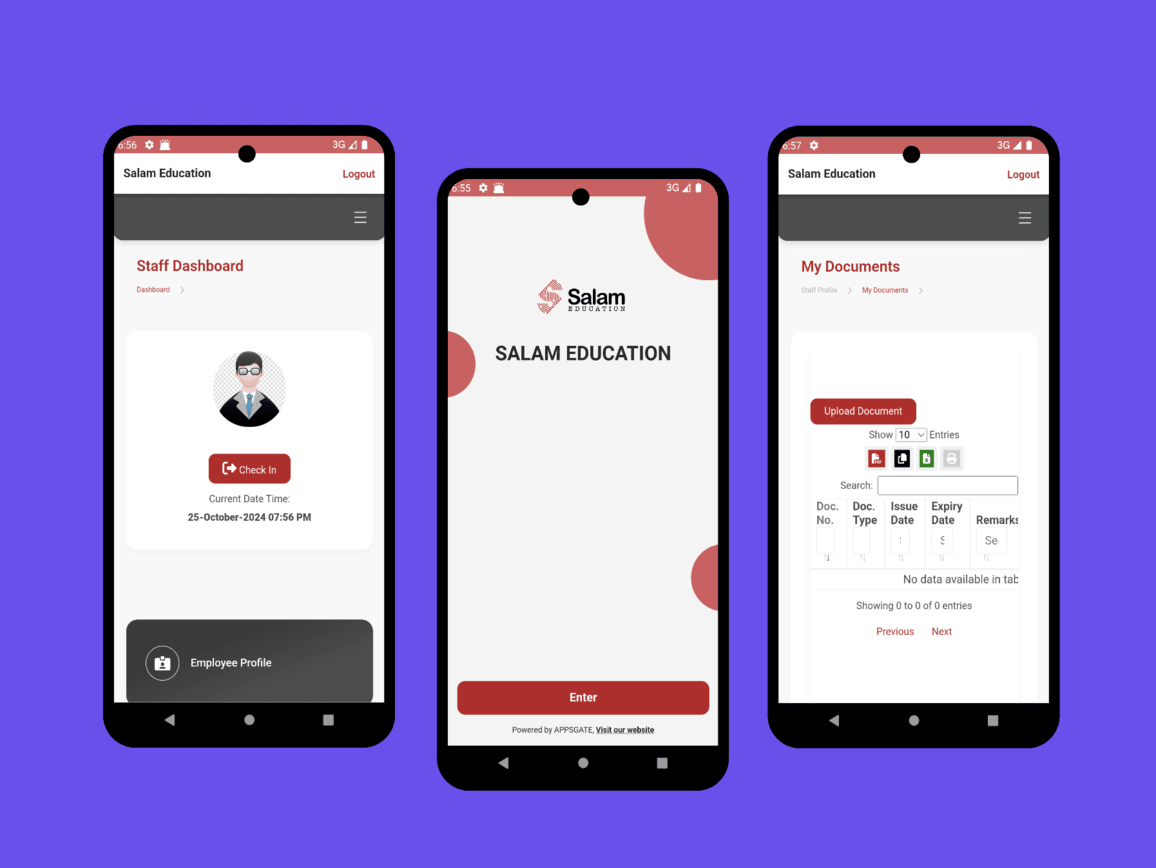 6:56
3G
Salam Education
Logout
Staff Dashboard
Dashboard
Check In
Current Date Time:
25-October-2024 07:56 PM
Employee Profile
6:55
3G
Salam
EDUCATION
SALAM EDUCATION
Enter
Powered by APPSGATE, Visit our website
6:57
3G
Salam Education
Logout
My Documents
Staff Profile My Documents
Upload Document
Show 10 Entries
PDF
Search:
Doc. No. Doc. Type Issue Date Expiry Date Remarks
S Se
No data available in tab
Showing 0 to 0 of 0 entries
Previous Next